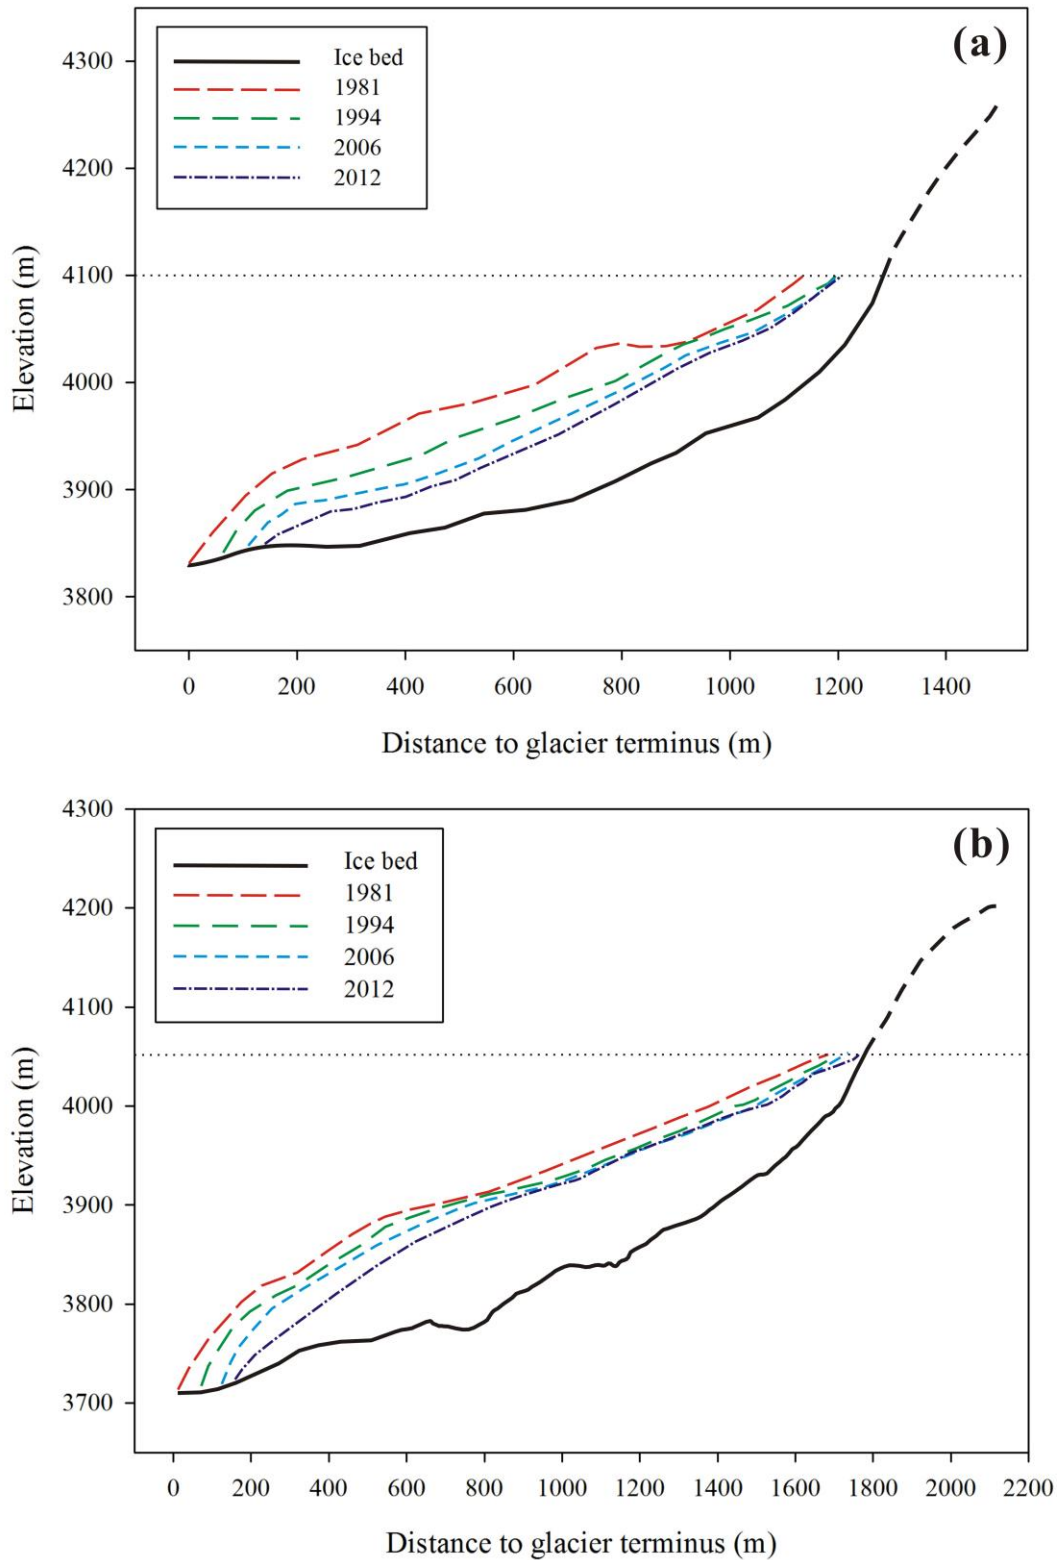 (a)
Ice bed
1981
1994
2006
2012
4300
4200
4100
4000
3900
3800
Elevation (m)
0 200 400 600 800 1000 1200 1400
Distance to glacier terminus (m)
(b)
Ice bed
1981
1994
2006
2012
4300
4200
4100
4000
3900
3800
3700
Elevation (m)
0 200 400 600 800 1000 1200 1400 1600 1800 2000 2200
Distance to glacier terminus (m)